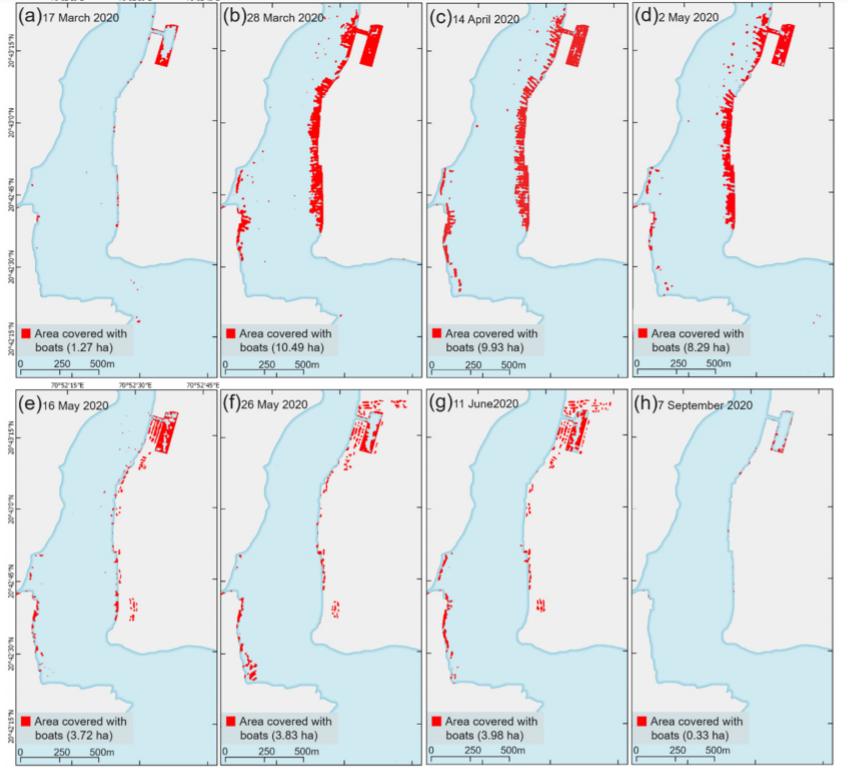 (a)17 March 2020
(b)28 March 2020
(c)14 April 2020
(d)2 May 2020
20°43'15"N
20°43'0"N
20°42'45"N
20°42'30"N
20°42'15"N
Area covered with
boats (1.27 ha)
0 250 500m
Area covered with
boats (10.49 ha)
0 250 500m
Area covered with
boats (9.93 ha)
0 250 500m
Area covered with
boats (8.29 ha)
0 250 500m
70°52'15"E 70°52'30"E 70°52'45"E
(e)16 May 2020
(f)26 May 2020
(g)11 June2020
(h)7 September 2020
20°43'15"N
20°43'0"N
20°42'45"N
20°42'30"N
20°42'15"N
Area covered with
boats (3.72 ha)
0 250 500m
Area covered with
boats (3.83 ha)
0 250 500m
Area covered with
boats (3.98 ha)
0 250 500m
Area covered with
boats (0.33 ha)
0 250 500m